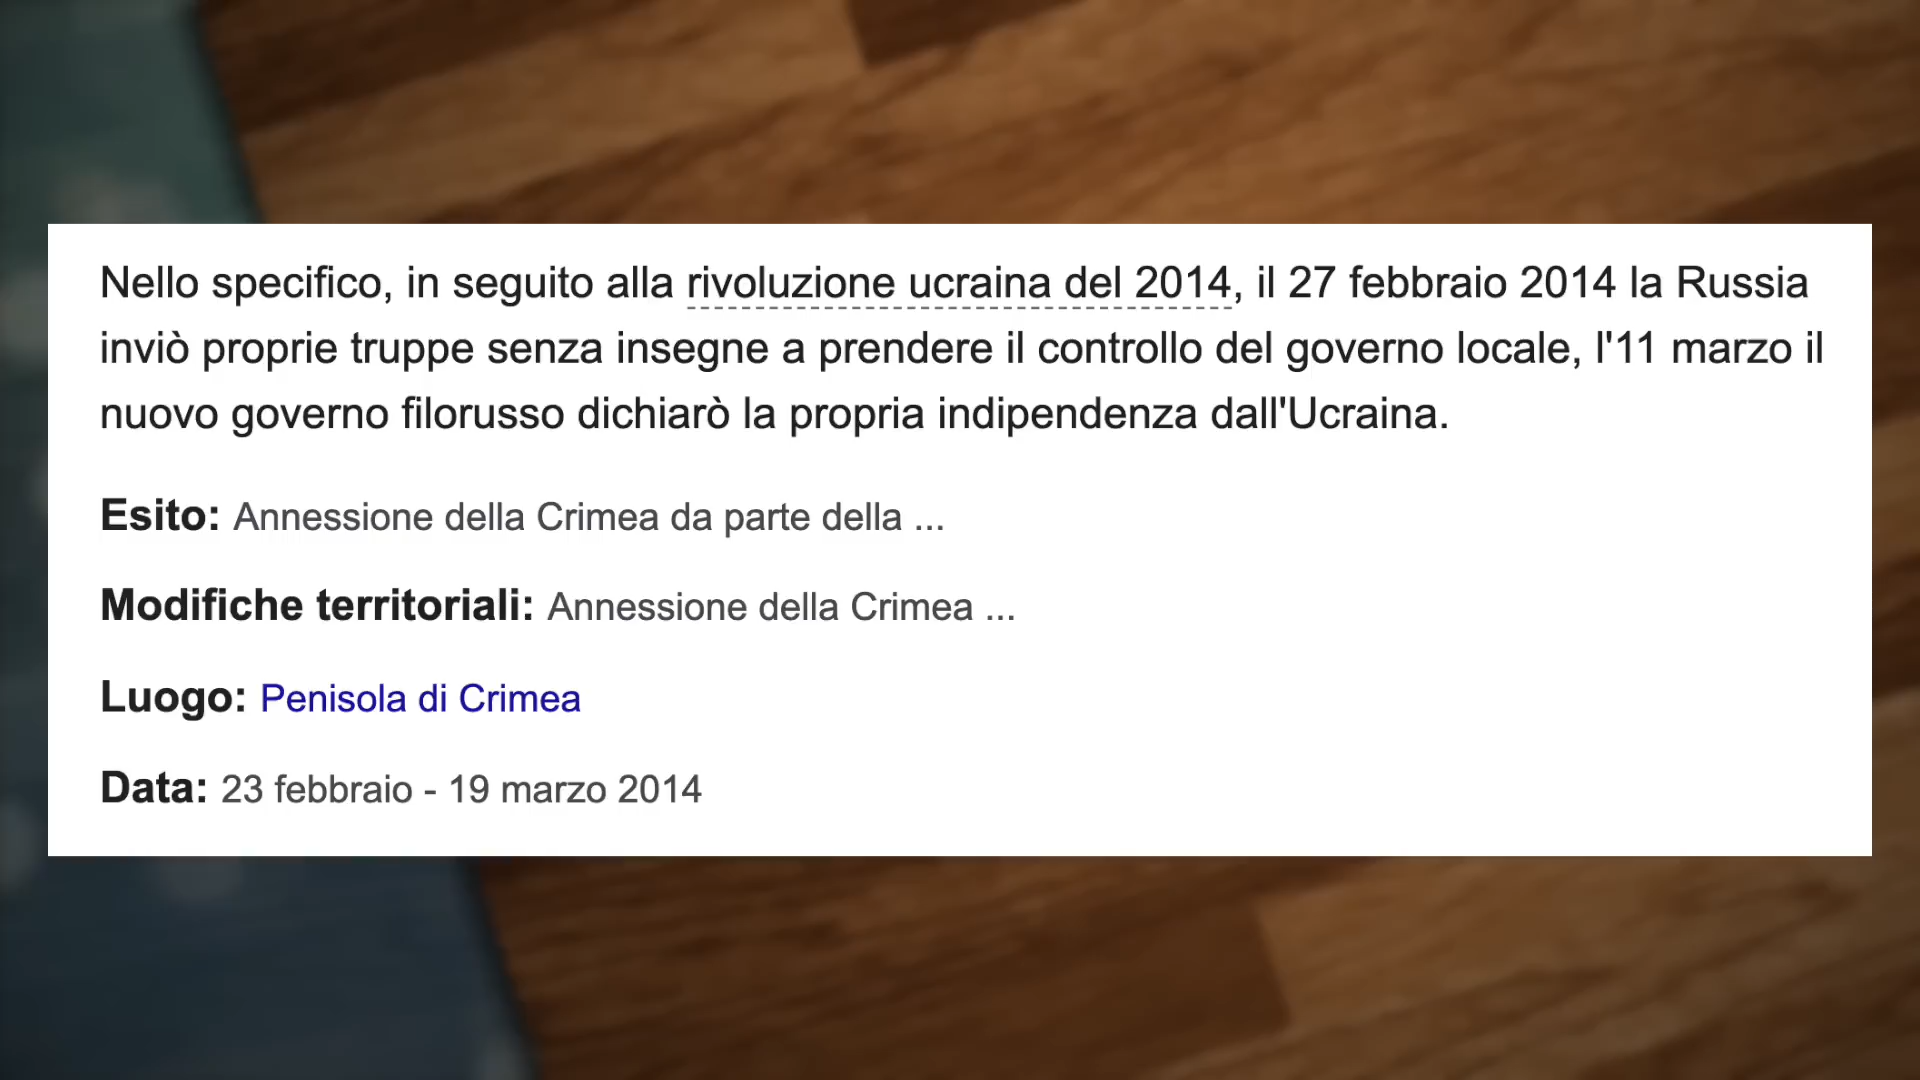 Nello specifico, in seguito alla rivoluzione ucraina del 2014, il 27 febbraio 2014 la Russia
inviò proprie truppe senza insegne a prendere il controllo del governo locale, l'11 marzo il
nuovo governo filorusso dichiarò la propria indipendenza dall'Ucraina.
Esito: Annessione della Crimea da parte della ...
Modifiche territoriali: Annessione della Crimea ...
Luogo: Penisola di Crimea
Data: 23 febbraio - 19 marzo 2014